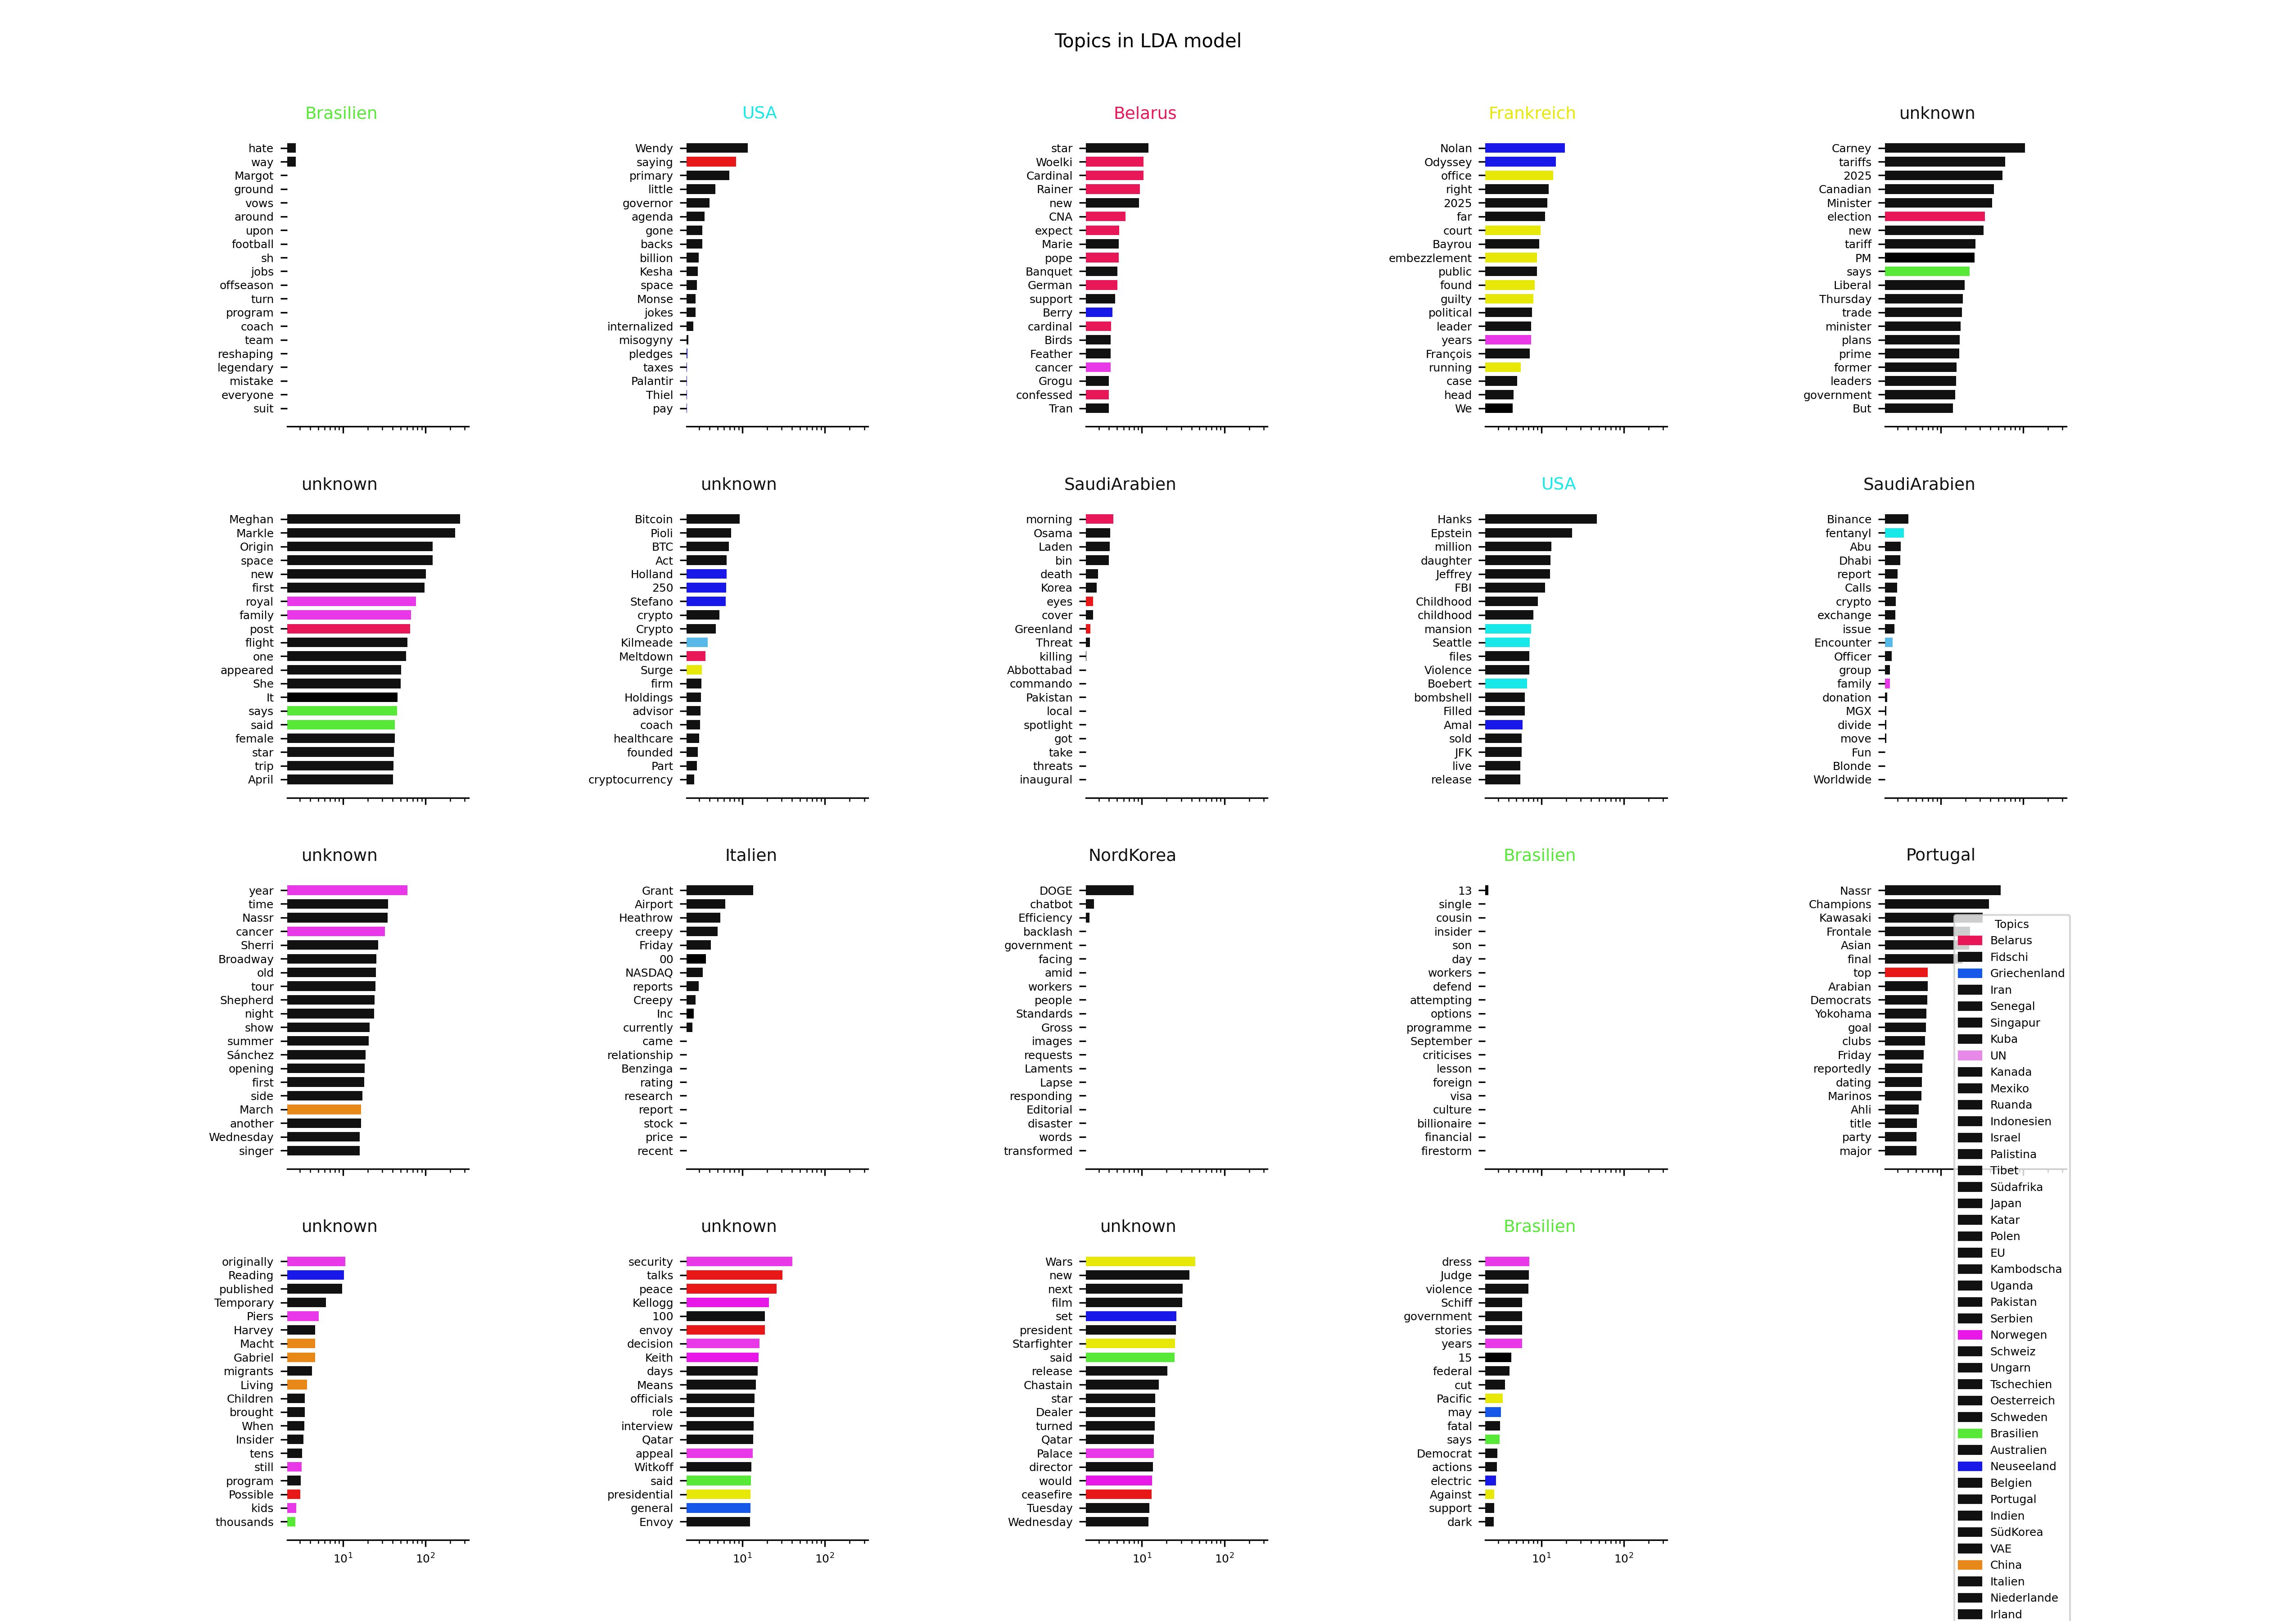 Topics in LDA model
Brasilien
hate
way
Margot
ground
vows
around
upon
football
sh
jobs
offseason
turn
program
coach
team
reshaping
legendary
mistake
everyone
suit
USA
Wendy
saying
primary
little
governor
agenda
gone
backs
billion
Kesha
space
Monse
jokes
internalized
misogyny
pledges
taxes
Palantir
Thiel
pay
Belarus
star
Woelki
Cardinal
Rainer
new
CNA
expect
Marie
pope
Banquet
German
support
Berry
cardinal
Birds
Feather
cancer
Grogu
confessed
Tran
Frankreich
Nolan
Odyssey
office
right
2025
far
court
Bayrou
embezzlement
public
found
guilty
political
leader
years
François
running
case
head
We
unknown
Carney
tariffs
2025
Canadian
Minister
election
new
tariff
PM
says
Liberal
Thursday
trade
minister
plans
prime
former
leaders
government
But
unknown
Meghan
Markle
Origin
space
new
first
royal
family
post
flight
one
appeared
She
It
says
said
female
star
trip
April
unknown
Bitcoin
Pioli
BTC
Act
Holland
250
Stefano
crypto
Crypto
Kilmeade
Meltdown
Surge
firm
Holdings
advisor
coach
healthcare
founded
Part
cryptocurrency
SaudiArabien
morning
Osama
Laden
bin
death
Korea
eyes
cover
Greenland
Threat
killing
Abbottabad
commando
Pakistan
local
spotlight
got
take
threats
inaugural
USA
Hanks
Epstein
million
daughter
Jeffrey
FBI
Childhood
childhood
mansion
Seattle
files
Violence
Boebert
bombshell
Filled
Amal
sold
JFK
live
release
SaudiArabien
Binance
fentanyl
Abu
Dhabi
report
Calls
crypto
exchange
issue
Encounter
Officer
group
family
donation
MGX
divide
move
Fun
Blonde
Worldwide
unknown
year
time
Nassr
cancer
Sherri
Broadway
old
tour
Shepherd
night
show
summer
Sánchez
opening
first
side
March
another
Wednesday
singer
Italien
Grant
Airport
Heathrow
creepy
Friday
00
NASDAQ
reports
Creepy
Inc
currently
came
relationship
Benzinga
rating
research
report
stock
price
recent
NordKorea
DOGE
chatbot
Efficiency
backlash
government
facing
amid
workers
people
Standards
Gross
images
requests
Laments
Lapse
responding
Editorial
disaster
words
transformed
Brasilien
13
single
cousin
insider
son
day
workers
defend
attempting
options
programme
September
criticises
lesson
foreign
visa
culture
billionaire
financial
firestorm
Portugal
Nassr
Champions
Kawasaki
Frontale
Asian
final
top
Arabian
Democrats
Yokohama
goal
clubs
Friday
reportedly
dating
Marinos
Ahli
title
party
major
unknown
originally
Reading
published
Temporary
Piers
Harvey
Macht
Gabriel
migrants
Living
Children
brought
When
Insider
tens
still
program
Possible
kids
thousands
10¹ 10²
unknown
security
talks
peace
Kellogg
100
envoy
decision
Keith
days
Means
officials
role
interview
Qatar
appeal
Witkoff
said
presidential
general
Envoy
10¹ 10²
unknown
Wars
new
next
film
set
president
Starfighter
said
release
Chastain
star
Dealer
turned
Qatar
Palace
director
would
ceasefire
Tuesday
Wednesday
10¹ 10²
Brasilien
dress
Judge
violence
Schiff
government
stories
years
15
federal
cut
Pacific
may
fatal
says
Democrat
actions
electric
Against
support
dark
10¹ 10²
Topics
Belarus
Fidschi
Griechenland
Iran
Senegal
Singapur
Kuba
UN
Kanada
Mexiko
Ruanda
Indonesien
Israel
Palistina
Tibet
Südafrika
Japan
Katar
Polen
EU
Kambodscha
Uganda
Pakistan
Serbien
Norwegen
Schweiz
Ungarn
Tschechien
Oesterreich
Schweden
Brasilien
Australien
Neuseeland
Belgien
Portugal
Indien
SüdKorea
VAE
China
Italien
Niederlande
Irland